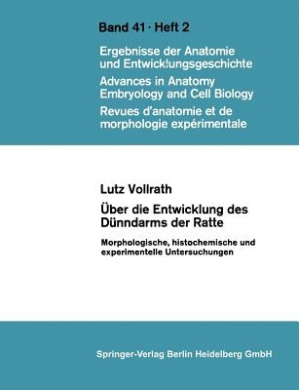 Band 41 · Heft 2
Ergebnisse der Anatomie
und Entwicklungsgeschichte
Advances in Anatomy
Embryology and Cell Biology
Revues d'anatomie et de
morphologie expérimentale
Lutz Vollrath
Über die Entwicklung des
Dünndarms der Ratte
Morphologische, histochemische und
experimentelle Untersuchungen
Springer-Verlag Berlin Heidelberg GmbH